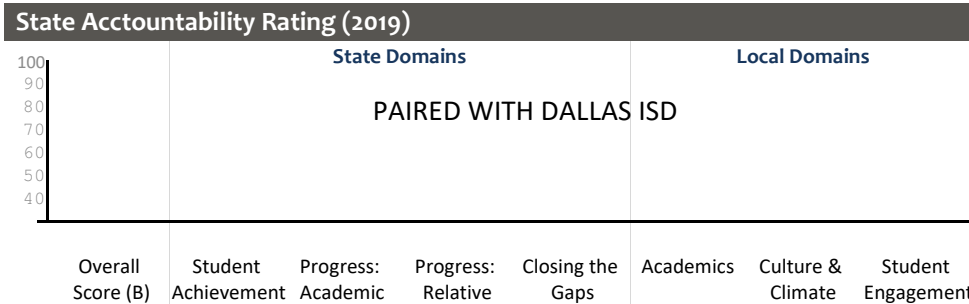 State Acctountability Rating (2019)
State Domains
Local Domains
100
90
80
70
60
50
40
PAIRED WITH DALLAS ISD
Overall
Score (B)
Student
Achievement
Progress:
Academic
Progress:
Relative
Closing the
Gaps
Academics
Culture &
Climate
Student
Engagement